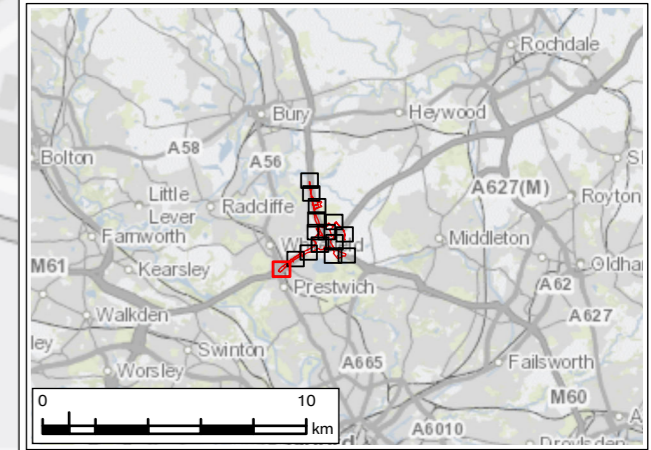 Rochdale
Bury
Heywood
A58
Bolton
A56
A627(M)
Little
Lever
Radcliffe
Royton
Farnworth
Middleton
M61
Kearsley
A62
Prestwich
Walkden
A627
Swinton
Worsley
A665
Failsworth
M60
A6010
0 10
km